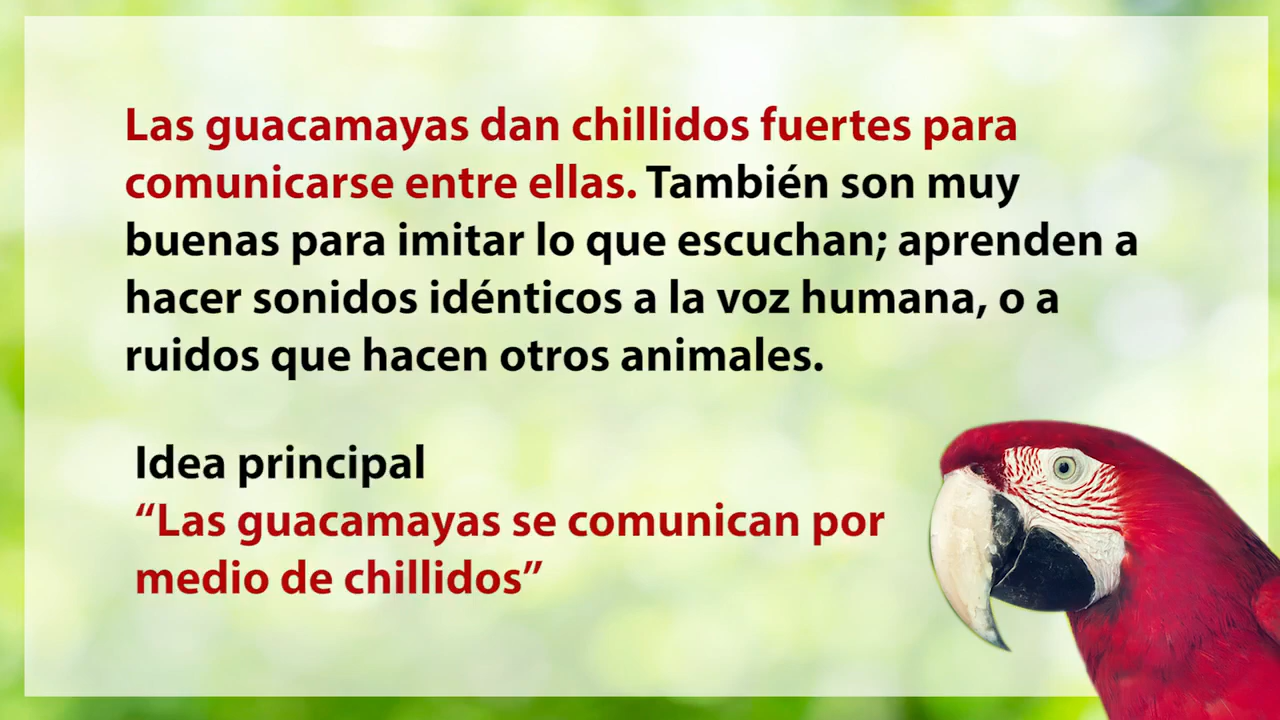 Las guacamayas dan chillidos fuertes para
comunicarse entre ellas. También son muy
buenas para imitar lo que escuchan; aprenden a
hacer sonidos idénticos a la voz humana, o a
ruidos que hacen otros animales.
Idea principal
“Las guacamayas se comunican por
medio de chillidos”